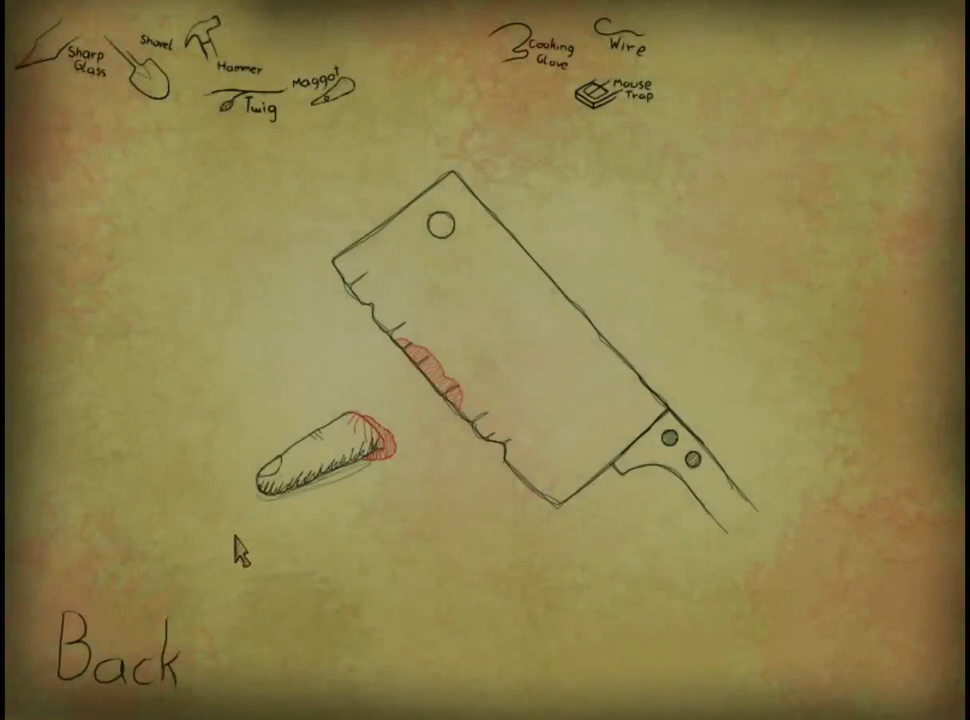 Sharp
Glass
Shovel
Hammer
Twig
Maggot
Cooking
Glove
Wire
Mouse
Trap
Back